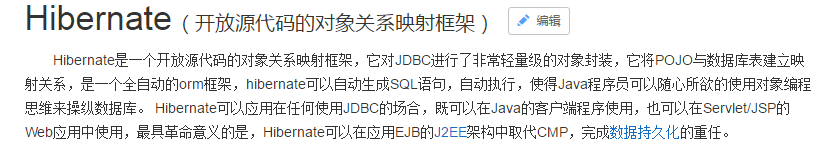 Hibernate（开放源代码的对象关系映射框架） 编辑
Hibernate是一个开放源代码的对象关系映射框架，它对JDBC进行了非常轻量级的对象封装，它将POJO与数据库表建立映
射关系，是一个全自动的orm框架，hibernate可以自动生成SQL语句，自动执行，使得Java程序员可以随心所欲的使用对象编程
思维来操纵数据库。 Hibernate可以应用在任何使用JDBC的场合，既可以在Java的客户端程序使用，也可以在Servlet/JSP的
Web应用中使用，最具革命意义的是，Hibernate可以在应用EJB的J2EE架构中取代CMP，完成数据持久化的重任。